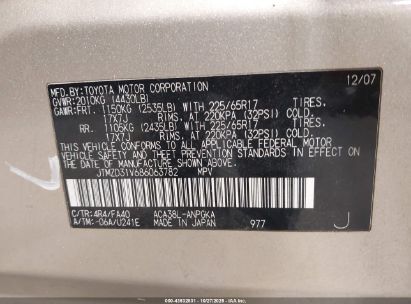 MFD.BY:TOYOTA MOTOR CORPORATION 12/07
GVWR:2010KG (4430LB)
GAWR:FRT. 1150KG (2535LB) WITH 225/65R17 TIRES,
17X7J RIMS, AT 220KPA (32PSI) COLD.
RR. 1105KG (2435LB) WITH 225/65R17 TIRES,
17X7J RIMS, AT 220KPA (32PSI) COLD.
THIS VEHICLE CONFORMS TO ALL APPLICABLE FEDERAL MOTOR
VEHICLE SAFETY STANDARDS IN EFFECT ON
THE DATE OF MANUFACTURE SHOWN ABOVE.
JTMZD31V686063782 MPV
C/TR:4R4/FA40 ACA38L-ANPGKA
A/TM:-06A/U241E MADE IN JAPAN 977 J